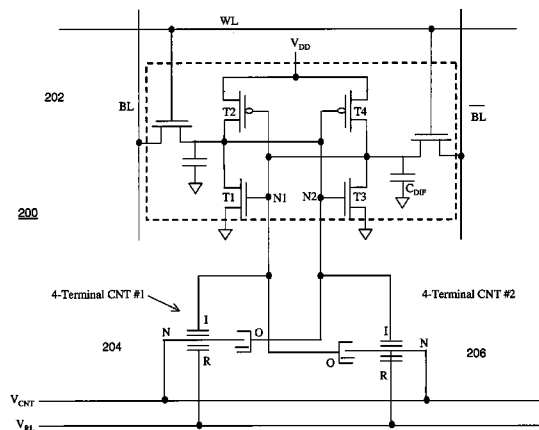 WL
V_DD
202
BL
T2
T4
BL
T1
N1
N2
T3
C_DIF
200
4-Terminal CNT #1
4-Terminal CNT #2
I
I
N
O
N
204
R
O
R
206
V_CNT
V_RL